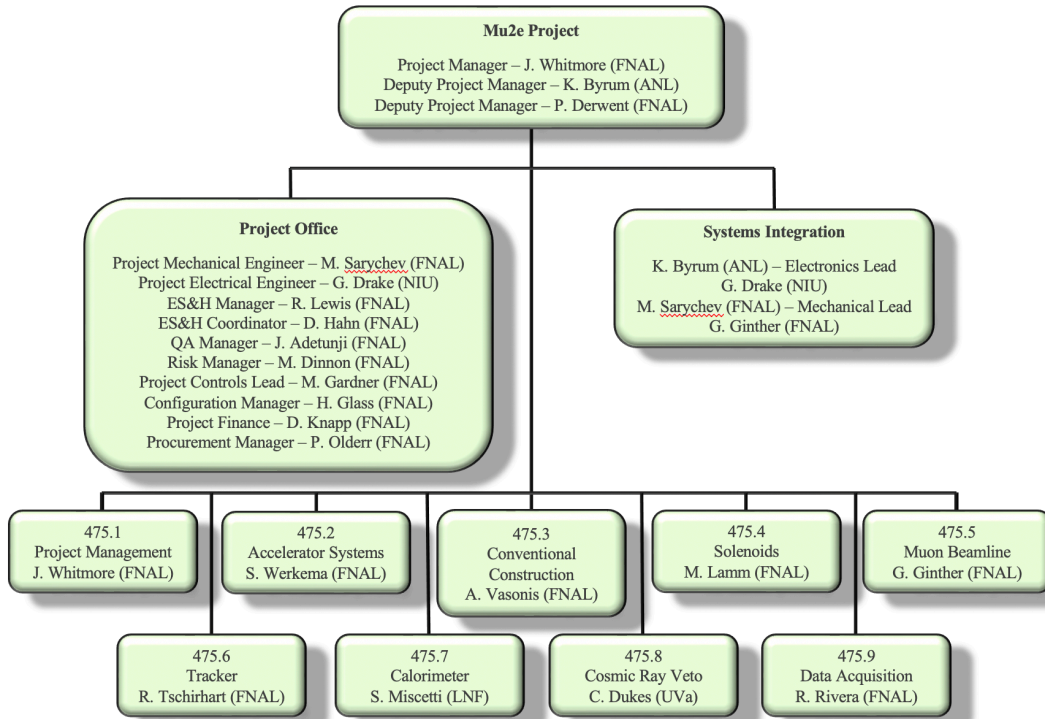 Mu2e Project
Project Manager – J. Whitmore (FNAL)
Deputy Project Manager – K. Byrum (ANL)
Deputy Project Manager – P. Derwent (FNAL)
Project Office
Project Mechanical Engineer – M. Sarychev (FNAL)
Project Electrical Engineer – G. Drake (NIU)
ES&H Manager – R. Lewis (FNAL)
ES&H Coordinator – D. Hahn (FNAL)
QA Manager – J. Adetunji (FNAL)
Risk Manager – M. Dinnon (FNAL)
Project Controls Lead – M. Gardner (FNAL)
Configuration Manager – H. Glass (FNAL)
Project Finance – D. Knapp (FNAL)
Procurement Manager – P. Olderr (FNAL)
Systems Integration
K. Byrum (ANL) – Electronics Lead
G. Drake (NIU)
M. Sarychev (FNAL) – Mechanical Lead
G. Ginther (FNAL)
475.1
Project Management
J. Whitmore (FNAL)
475.2
Accelerator Systems
S. Werkema (FNAL)
475.3
Conventional
Construction
A. Vasonis (FNAL)
475.4
Solenoids
M. Lamm (FNAL)
475.5
Muon Beamline
G. Ginther (FNAL)
475.6
Tracker
R. Tschirhart (FNAL)
475.7
Calorimeter
S. Miscetti (LNF)
475.8
Cosmic Ray Veto
C. Dukes (UVa)
475.9
Data Acquisition
R. Rivera (FNAL)